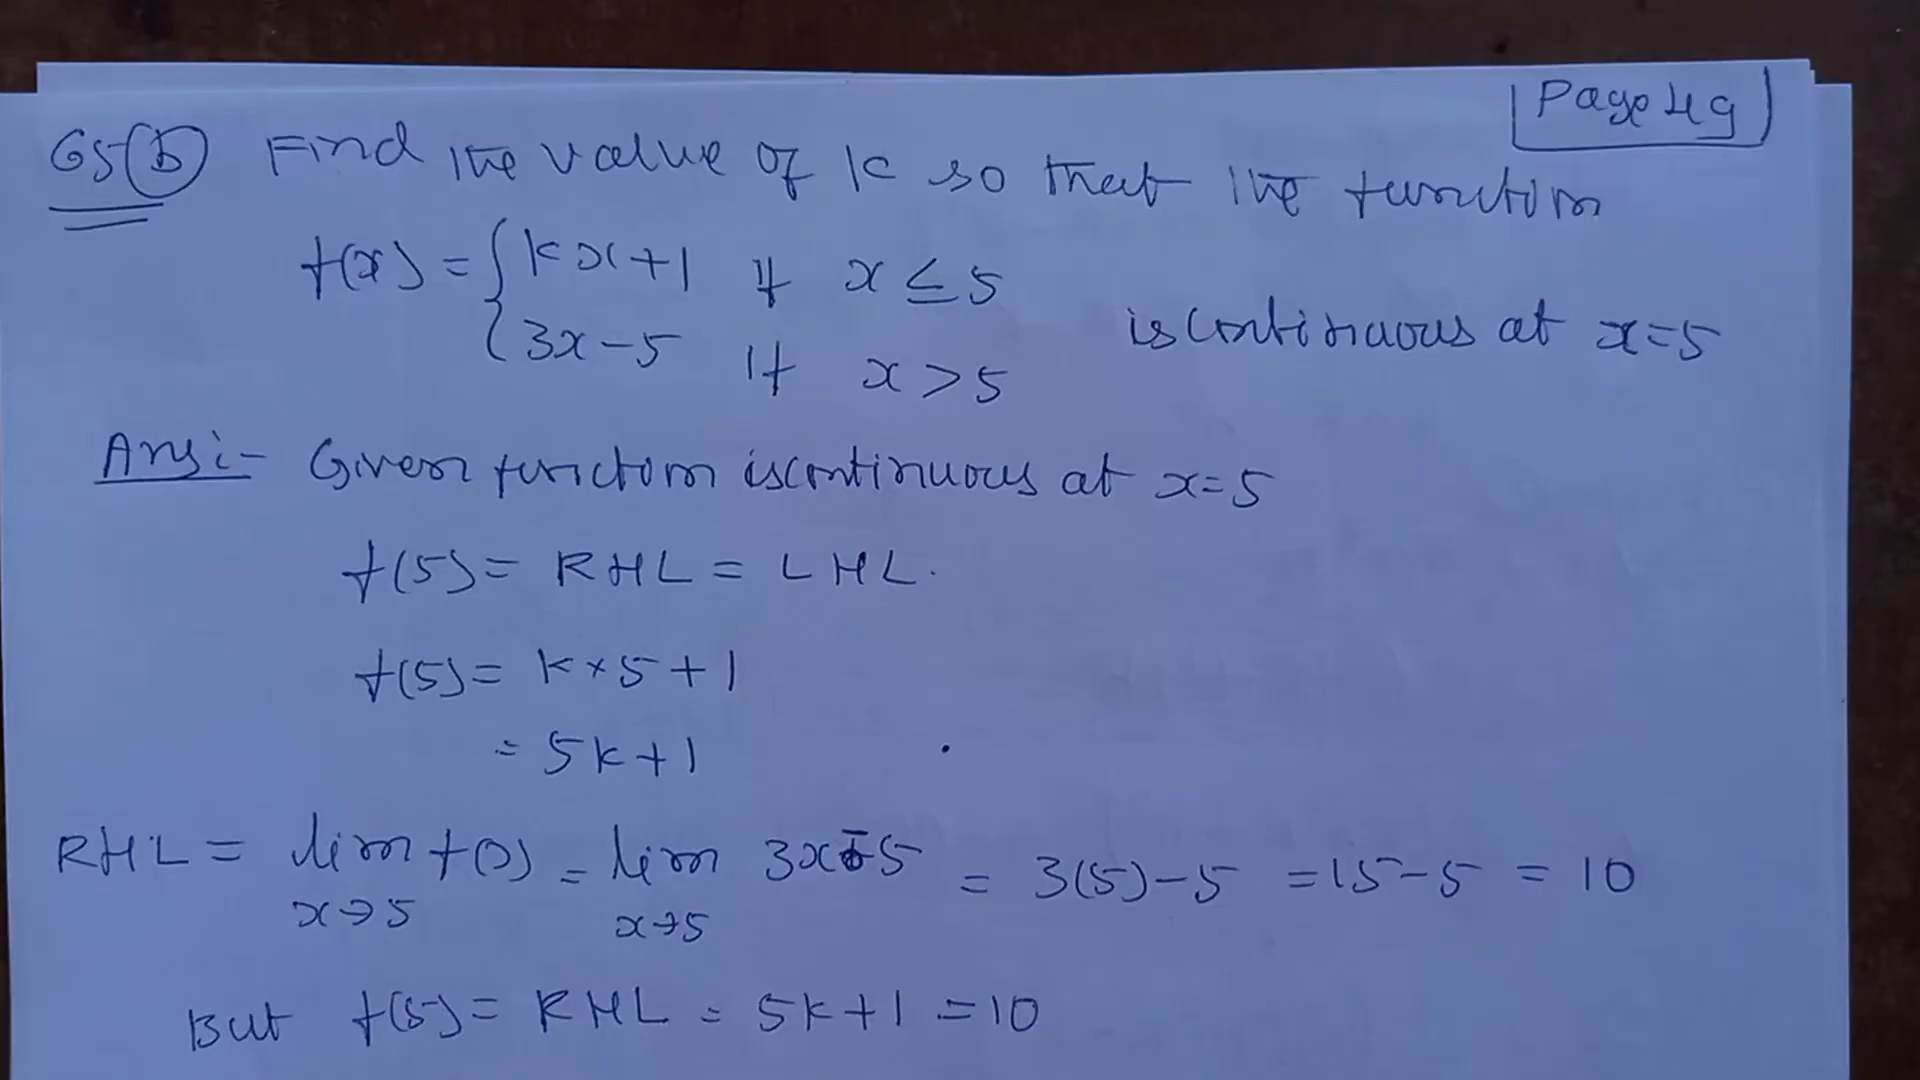 Page 49
65(b) Find the value of k so that the function
f(x) = { kx+1 if x ≤ 5
3x-5 if x > 5
is continuous at x=5
Ans:- Given function is continuous at x=5
f(5) = RHL = LHL.
f(5) = k×5+1
= 5k+1
RHL = lim x→5 f(x) = lim x→5 3x-5 = 3(5)-5 = 15-5 = 10
But f(5) = RHL = 5k+1 = 10